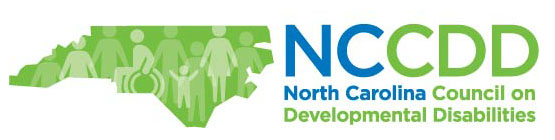 NCCDD
North Carolina Council on
Developmental Disabilities